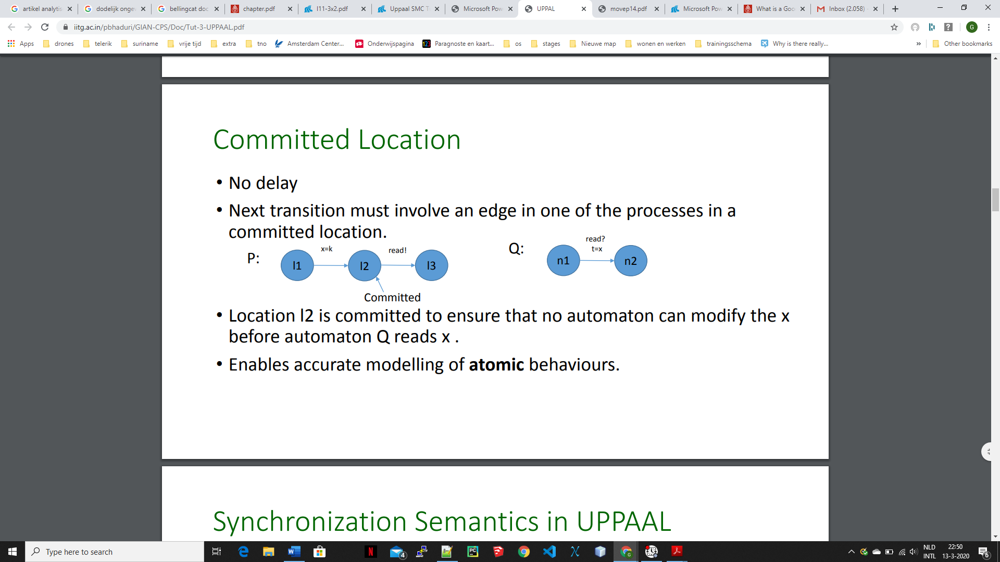 artikel analytis
dodelijk onge
bellingcat doc
chapter.pdf
l11-3x2.pdf
Uppaal SMC T
Microsoft Pow
UPPAL
movep14.pdf
Microsoft Pow
What is a Goo
Inbox (2.058)
iitg.ac.in/pbhaduri/GIAN-CPS/Doc/Tut-3-UPPAAL.pdf
G
Apps
drones
telerik
suriname
vrije tijd
extra
tno
Amsterdam Center...
Onderwijspagina
123
Paragnoste en kaart...
os
stages
Nieuwe map
wonen en werken
trainingsschema
Why is there really...
»
Other bookmarks
Committed Location
• No delay
• Next transition must involve an edge in one of the processes in a
committed location.
P:
l1
x=k
l2
read!
l3
Committed
Q:
n1
read?
t=x
n2
• Location l2 is committed to ensure that no automaton can modify the x
before automaton Q reads x .
• Enables accurate modelling of atomic behaviours.
Synchronization Semantics in UPPAAL
Type here to search
4
NLD
INTL
22:50
13-3-2020
6